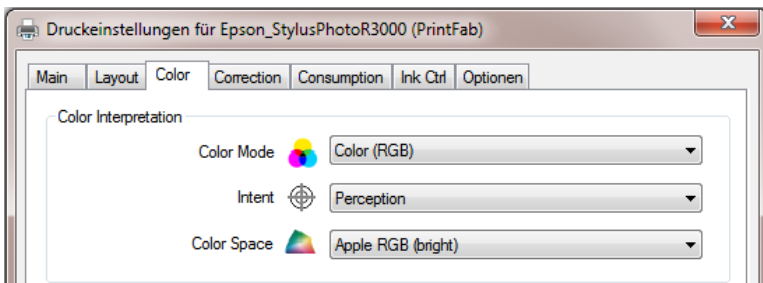 Druckeinstellungen für Epson_StylusPhotoR3000 (PrintFab)
Main Layout Color Correction Consumption Ink Ctrl Optionen
Color Interpretation
Color Mode Color (RGB)
Intent Perception
Color Space Apple RGB (bright)